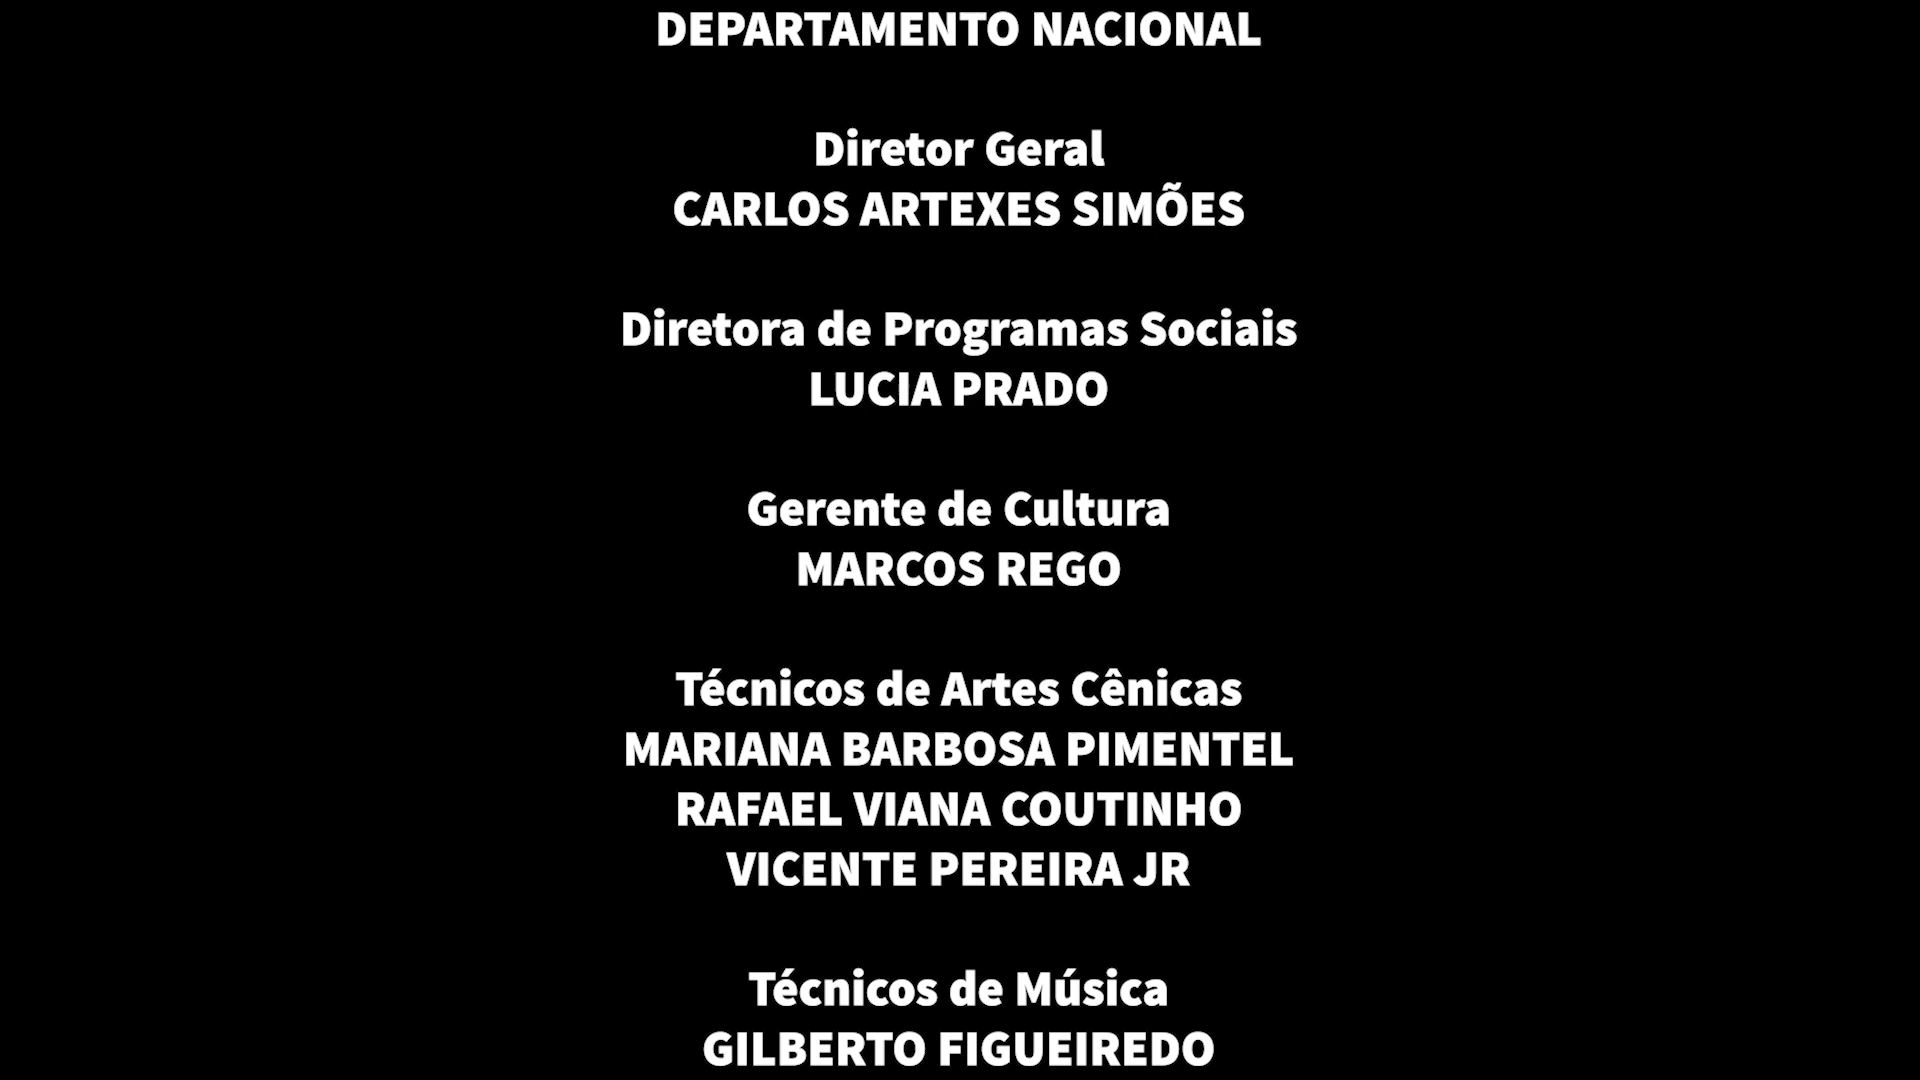 DEPARTAMENTO NACIONAL
Diretor Geral
CARLOS ARTEXES SIMÕES
Diretora de Programas Sociais
LUCIA PRADO
Gerente de Cultura
MARCOS REGO
Técnicos de Artes Cênicas
MARIANA BARBOSA PIMENTEL
RAFAEL VIANA COUTINHO
VICENTE PEREIRA JR
Técnicos de Música
GILBERTO FIGUEIREDO